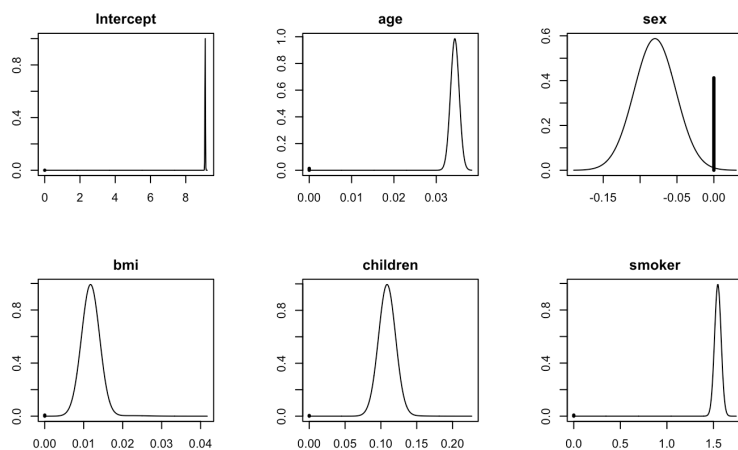 Intercept
age
sex
0.0 0.4 0.8
0 2 4 6 8
0.0 0.2 0.4 0.6 0.8 1.0
0.00 0.01 0.02 0.03
0.0 0.2 0.4 0.6
-0.15 -0.05 0.00
bmi
children
smoker
0.0 0.4 0.8
0.00 0.01 0.02 0.03 0.04
0.0 0.4 0.8
0.00 0.05 0.10 0.15 0.20
0.0 0.4 0.8
0.0 0.5 1.0 1.5